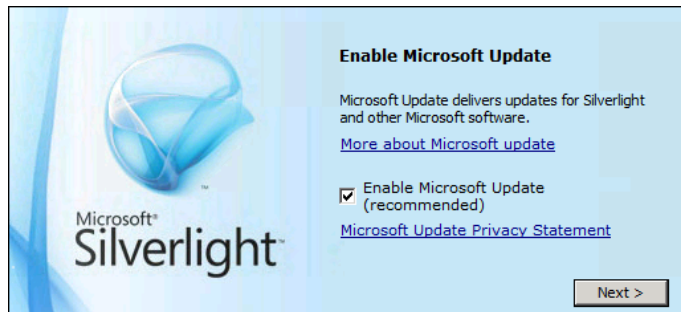 Enable Microsoft Update
Microsoft Update delivers updates for Silverlight
and other Microsoft software.
More about Microsoft update
Enable Microsoft Update
(recommended)
Microsoft Update Privacy Statement
Microsoft®
Silverlight™
Next >